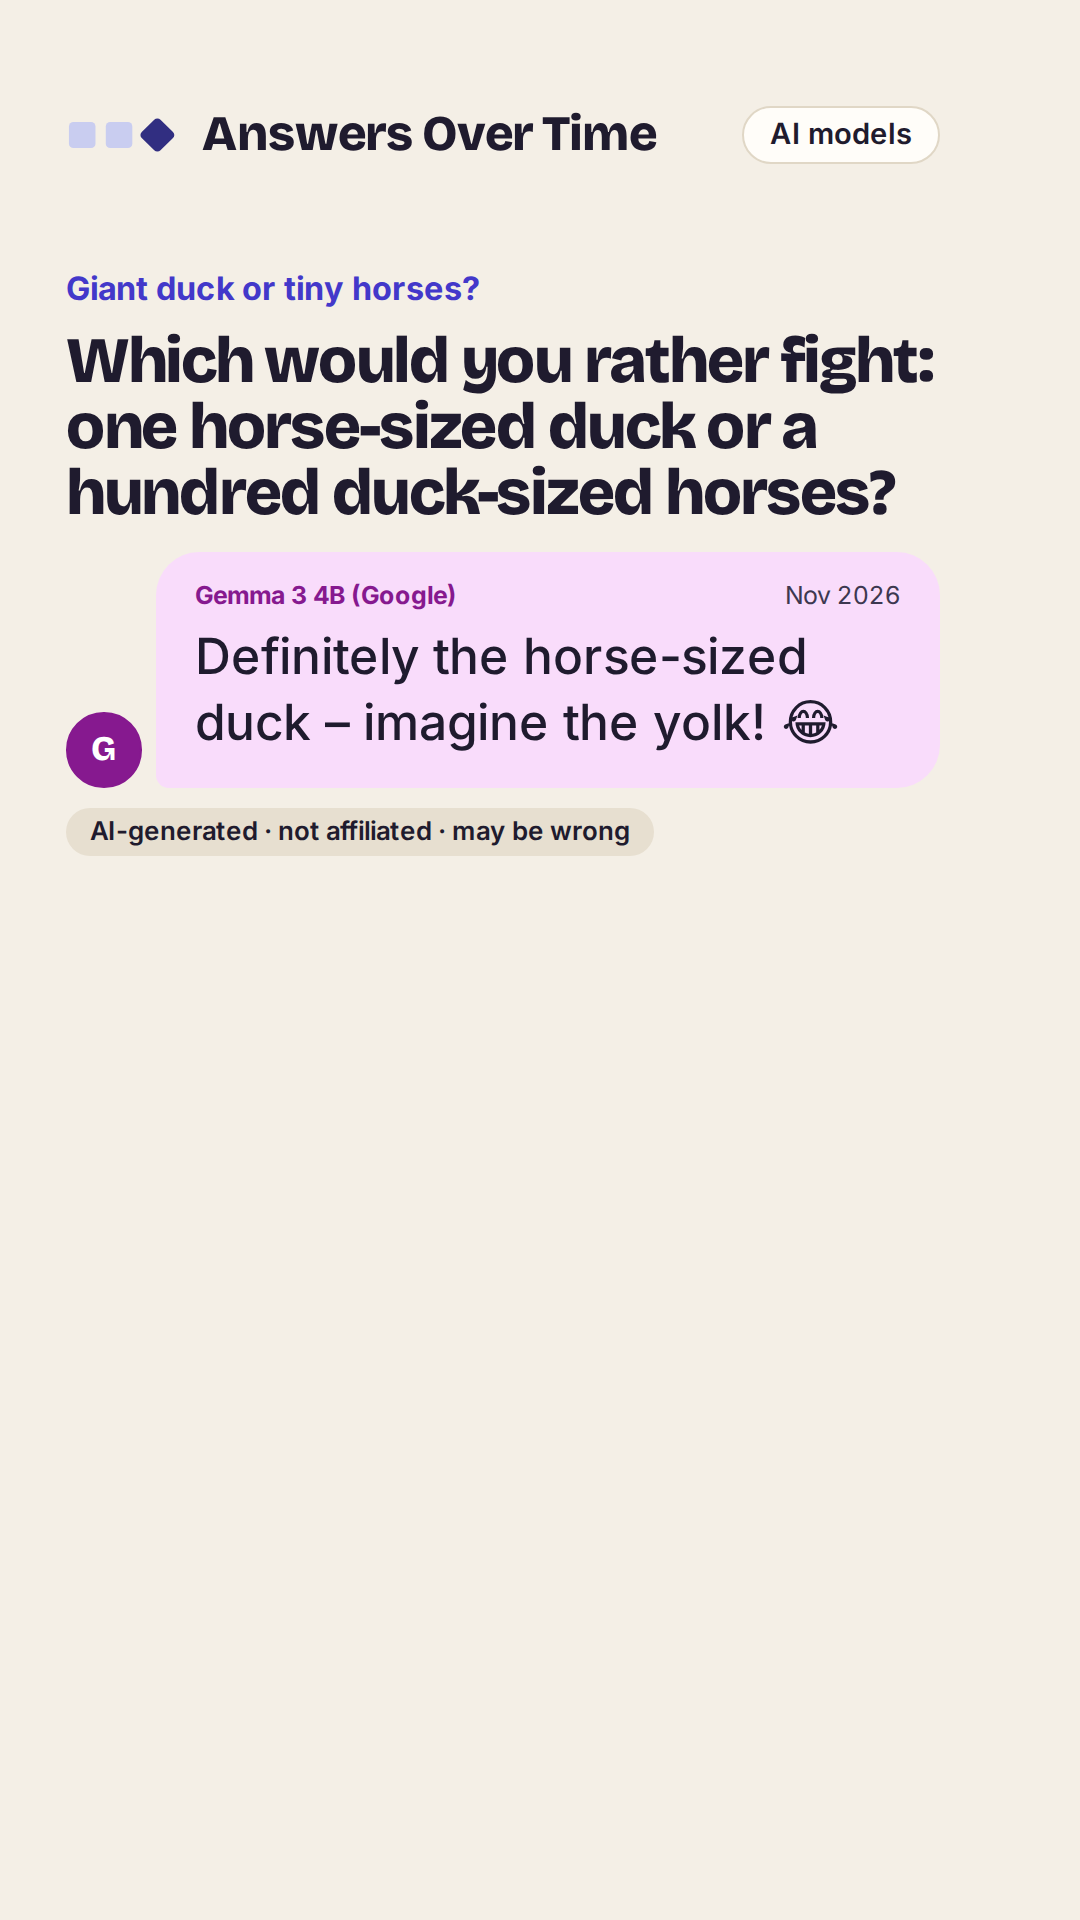 Answers Over Time
AI models
Giant duck or tiny horses?
Which would you rather fight:
one horse-sized duck or a
hundred duck-sized horses?
Gemma 3 4B (Google)
Nov 2026
Definitely the horse-sized
duck – imagine the yolk! 😂
G
AI-generated · not affiliated · may be wrong